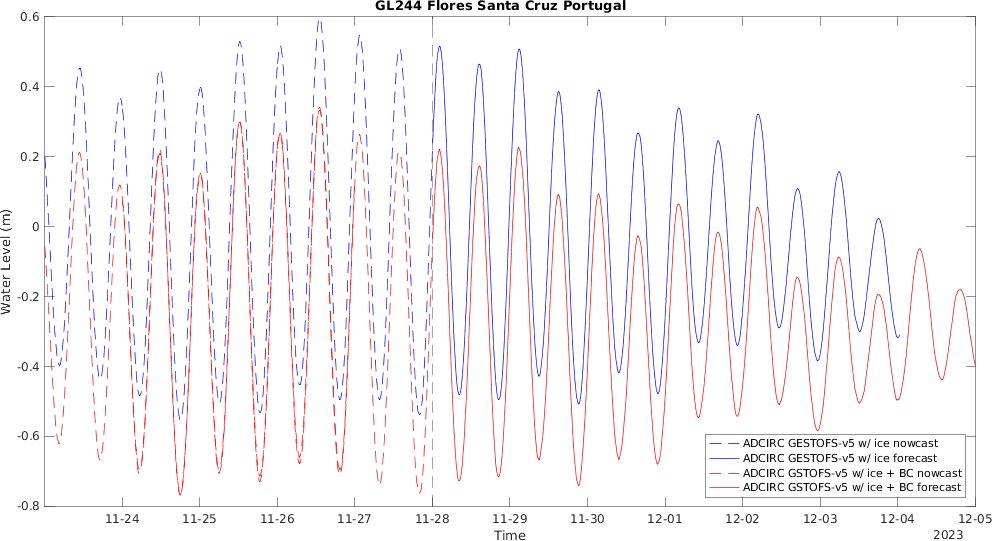 GL244 Flores Santa Cruz Portugal
0.6
0.4
0.2
0
-0.2
-0.4
-0.6
-0.8
Water Level (m)
ADCIRC GESTOFS-v5 w/ ice nowcast
ADCIRC GESTOFS-v5 w/ ice forecast
ADCIRC GSTOFS-v5 w/ ice + BC nowcast
ADCIRC GSTOFS-v5 w/ ice + BC forecast
11-24 11-25 11-26 11-27 11-28 11-29 11-30 12-01 12-02 12-03 12-04 12-05
Time
2023